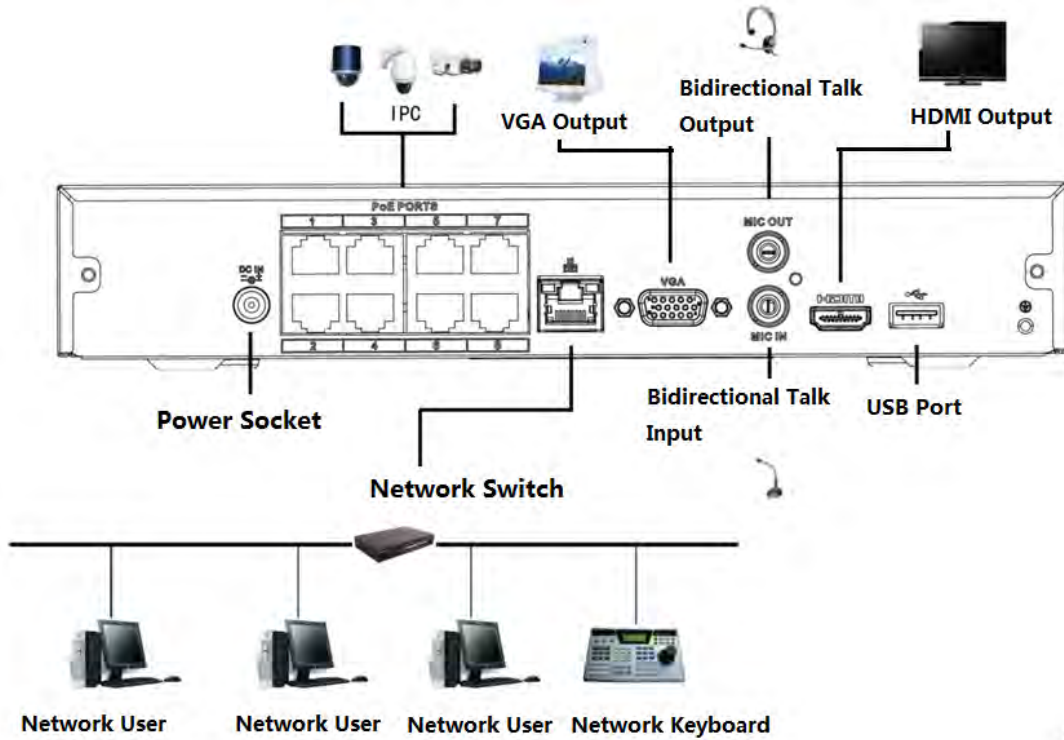 IPC
VGA Output
Bidirectional Talk
Output
HDMI Output
PoE PORTS
1 3 5 7
MIC OUT
DC IN
VGA
HDMI
MIC IN
2 4 6 8
Power Socket
Bidirectional Talk
Input
USB Port
Network Switch
Network User
Network User
Network User
Network Keyboard